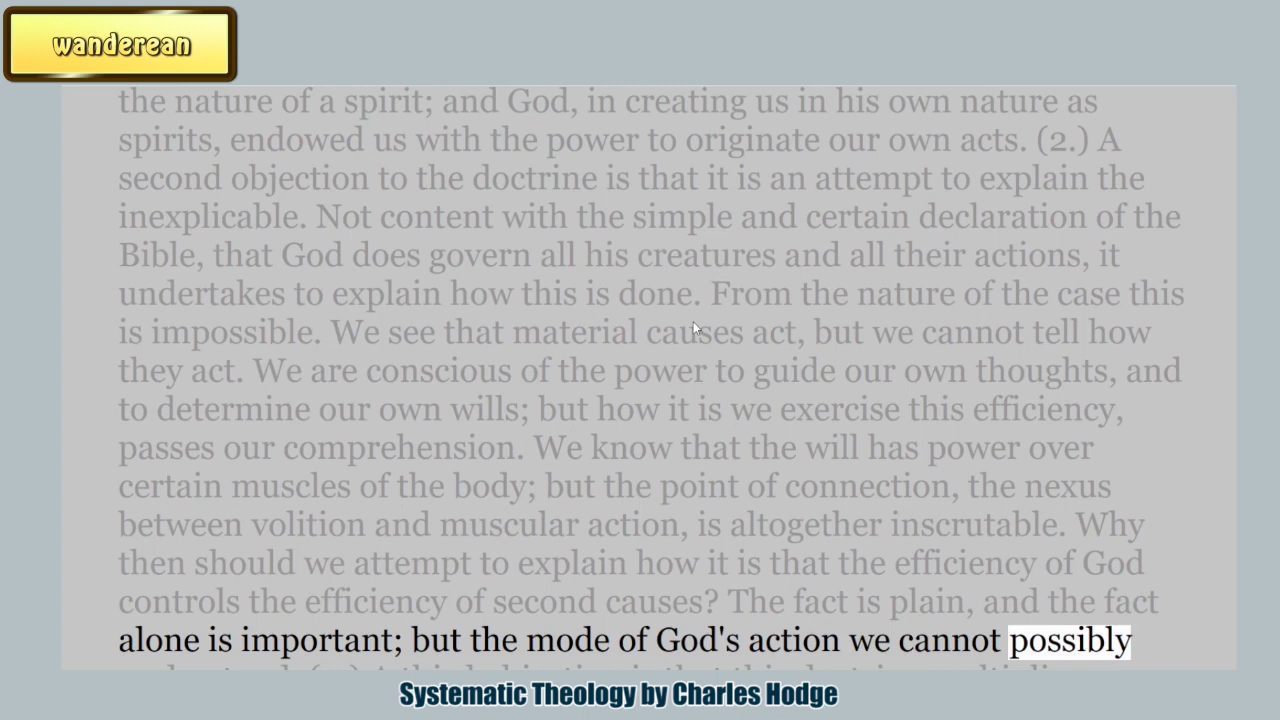 wanderean
the nature of a spirit; and God, in creating us in his own nature as
spirits, endowed us with the power to originate our own acts. (2.) A
second objection to the doctrine is that it is an attempt to explain the
inexplicable. Not content with the simple and certain declaration of the
Bible, that God does govern all his creatures and all their actions, it
undertakes to explain how this is done. From the nature of the case this
is impossible. We see that material causes act, but we cannot tell how
they act. We are conscious of the power to guide our own thoughts, and
to determine our own wills; but how it is we exercise this efficiency,
passes our comprehension. We know that the will has power over
certain muscles of the body; but the point of connection, the nexus
between volition and muscular action, is altogether inscrutable. Why
then should we attempt to explain how it is that the efficiency of God
controls the efficiency of second causes? The fact is plain, and the fact
alone is important; but the mode of God's action we cannot possibly
Systematic Theology by Charles Hodge